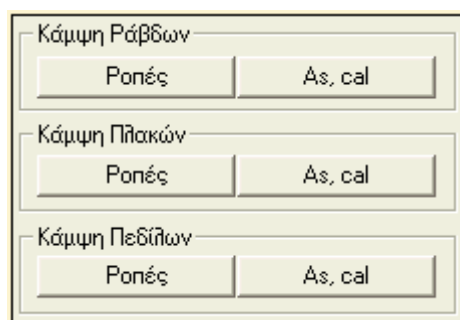 Κάμψη Ράβδων
Ροπές As, cal
Κάμψη Πλακών
Ροπές As, cal
Κάμψη Πεδίλων
Ροπές As, cal